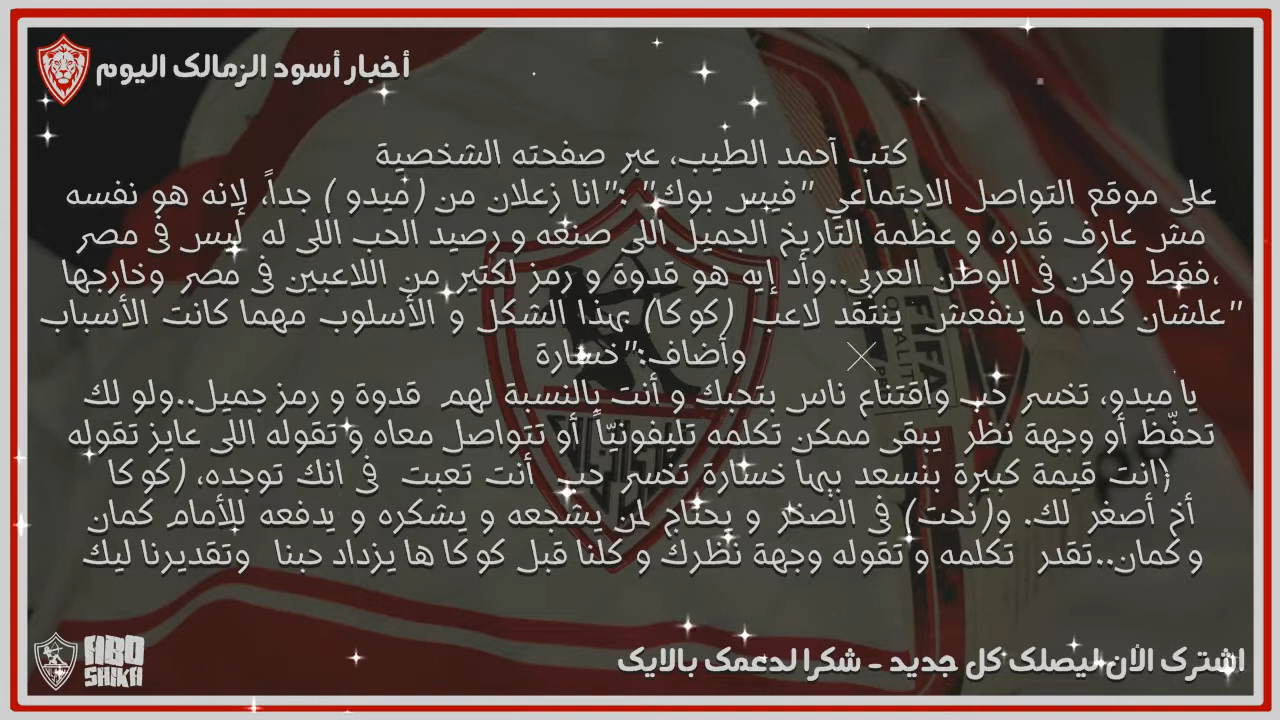 أخبار أسود الزمالك اليوم
كتب أحمد الطيب، عبر صفحته الشخصية
على موقع التواصل الاجتماعي "فيس بوك" :"انا زعلان من (ميدو ) جداً، لإنه هو نفسه
مش عارف قدره و عظمة التاريخ الجميل اللى صنعه و رصيد الحب اللى له ليس فى مصر
،فقط ولكن فى الوطن العربى..وأد إيه هو قدوة و رمز لكتير من اللاعبين فى مصر وخارجها
"علشان كده ما ينفعش ينتقد لاعب (كوكا) بهذا الشكل و الأسلوب مهما كانت الأسباب
وأضاف:"خسارة
يا ميدو، تخسر حب واقتناع ناس بتحبك و أنت بالنسبة لهم قدوة و رمز جميل..ولو لك
تحفّظ أو وجهة نظر يبقى ممكن تكلمه تليفونيّاً أو تتواصل معاه و تقوله اللى عايز تقوله
{انت قيمة كبيرة بنسعد بيها خسارة تخسر حب أنت تعبت فى انك توجده، (كوكا
أخ أصغر لك. و(نحت) فى الصخر و يحتاج لمن يشجعه و يشكره و يدفعه للأمام كمان
وكمان..تقدر تكلمه و تقوله وجهة نظرك و كلنا قبل كوكا ها يزداد حبنا وتقديرنا ليك
FIFA
QUALITY
PRO
اشترك الأن ليصلك كل جديد - شكرا لدعمك بالايك
ABO
SHIKA